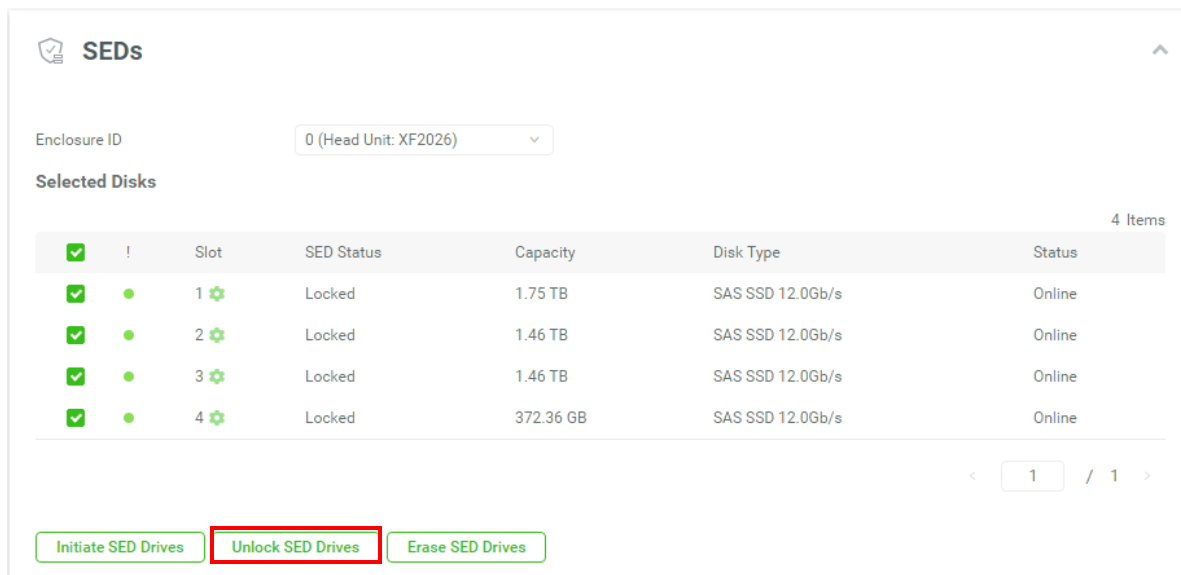 SEDs
Enclosure ID 0 (Head Unit: XF2026)
Selected Disks
4 Items
! Slot SED Status Capacity Disk Type Status
1 Locked 1.75 TB SAS SSD 12.0Gb/s Online
2 Locked 1.46 TB SAS SSD 12.0Gb/s Online
3 Locked 1.46 TB SAS SSD 12.0Gb/s Online
4 Locked 372.36 GB SAS SSD 12.0Gb/s Online
< 1 / 1 >
Initiate SED Drives Unlock SED Drives Erase SED Drives